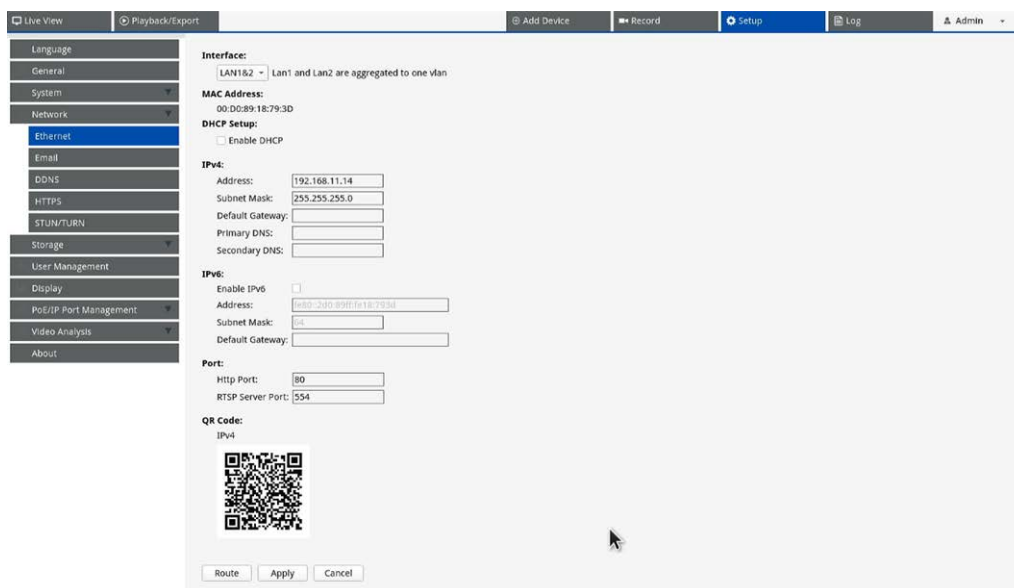 Live View
Playback/Export
Add Device
Record
Setup
Log
Admin
Language
General
System
Network
Ethernet
Email
DDNS
HTTPS
STUN/TURN
Storage
User Management
Display
PoE/IP Port Management
Video Analysis
About
Interface:
LAN1&2 Lan1 and Lan2 are aggregated to one vlan
MAC Address:
00:D0:89:18:79:3D
DHCP Setup:
Enable DHCP
IPv4:
Address: 192.168.11.14
Subnet Mask: 255.255.255.0
Default Gateway:
Primary DNS:
Secondary DNS:
IPv6:
Enable IPv6
Address: fe80::2d0:89ff:fe18:793d
Subnet Mask: 64
Default Gateway:
Port:
Http Port: 80
RTSP Server Port: 554
QR Code:
IPv4
Route
Apply
Cancel